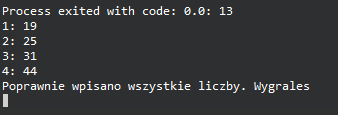 Process exited with code: 0.0: 13
1: 19
2: 25
3: 31
4: 44
Poprawnie wpisano wszystkie liczby. Wygrales